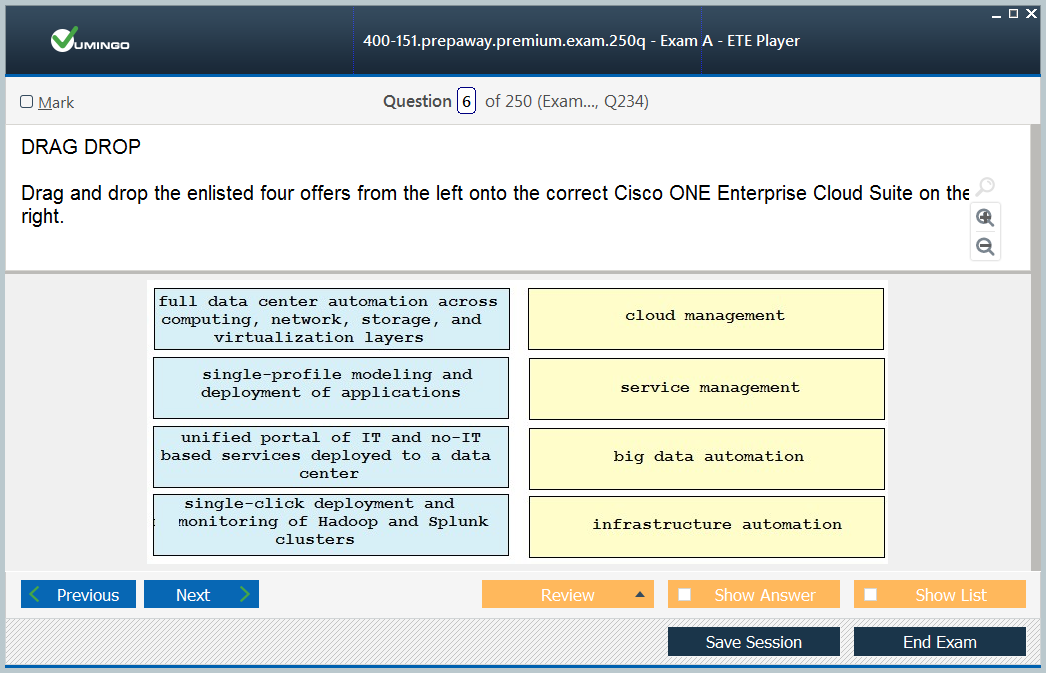 VUMINGO
400-151.prepaway.premium.exam.250q - Exam A - ETE Player
Mark
Question 6 of 250 (Exam..., Q234)
DRAG DROP
Drag and drop the enlisted four offers from the left onto the correct Cisco ONE Enterprise Cloud Suite on the
right.
full data center automation across
computing, network, storage, and
virtualization layers
cloud management
single-profile modeling and
deployment of applications
service management
unified portal of IT and no-IT
based services deployed to a data
center
big data automation
single-click deployment and
monitoring of Hadoop and Splunk
clusters
infrastructure automation
Previous
Next
Review
Show Answer
Show List
Save Session
End Exam